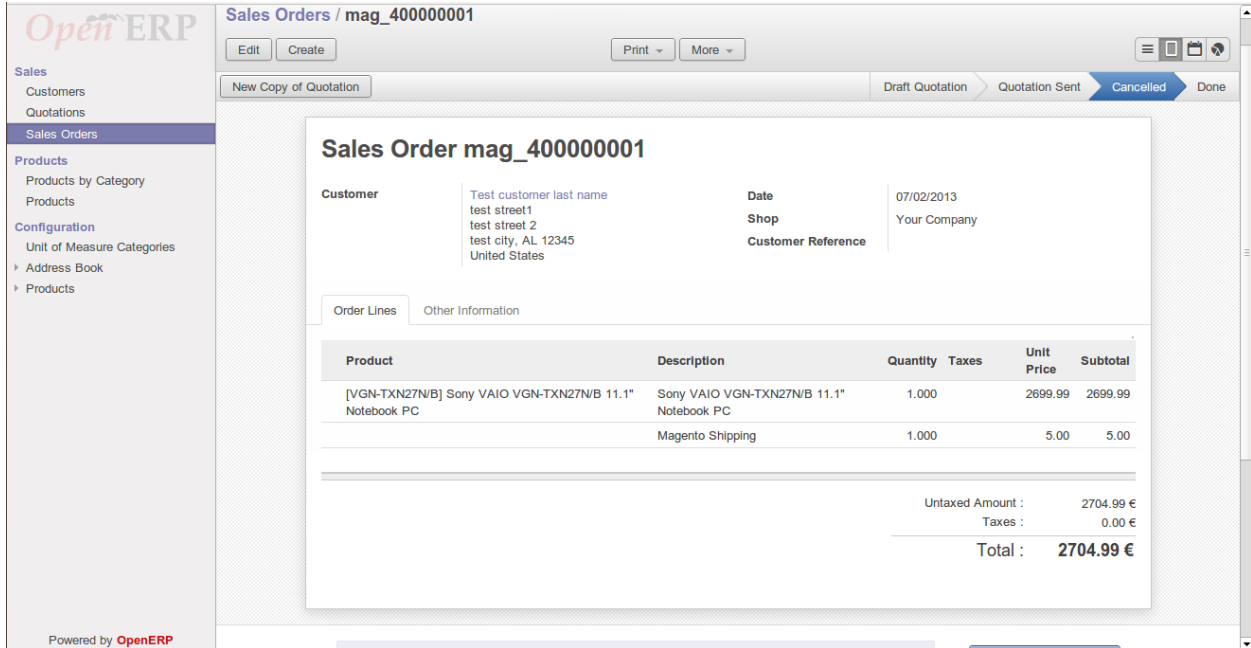 Open ERP
Sales
Customers
Quotations
Sales Orders
Products
Products by Category
Products
Configuration
Unit of Measure Categories
Address Book
Products
Powered by OpenERP
Sales Orders / mag_400000001
Edit Create Print More
New Copy of Quotation Draft Quotation Quotation Sent Cancelled Done
Sales Order mag_400000001
Customer Test customer last name
test street1
test street 2
test city, AL 12345
United States
Date 07/02/2013
Shop Your Company
Customer Reference
Order Lines Other Information
Product Description Quantity Taxes Unit Price Subtotal
[VGN-TXN27N/B] Sony VAIO VGN-TXN27N/B 11.1" Sony VAIO VGN-TXN27N/B 11.1" 1.000 2699.99 2699.99
Notebook PC Notebook PC
Magento Shipping 1.000 5.00 5.00
Untaxed Amount : 2704.99 €
Taxes : 0.00 €
Total : 2704.99 €